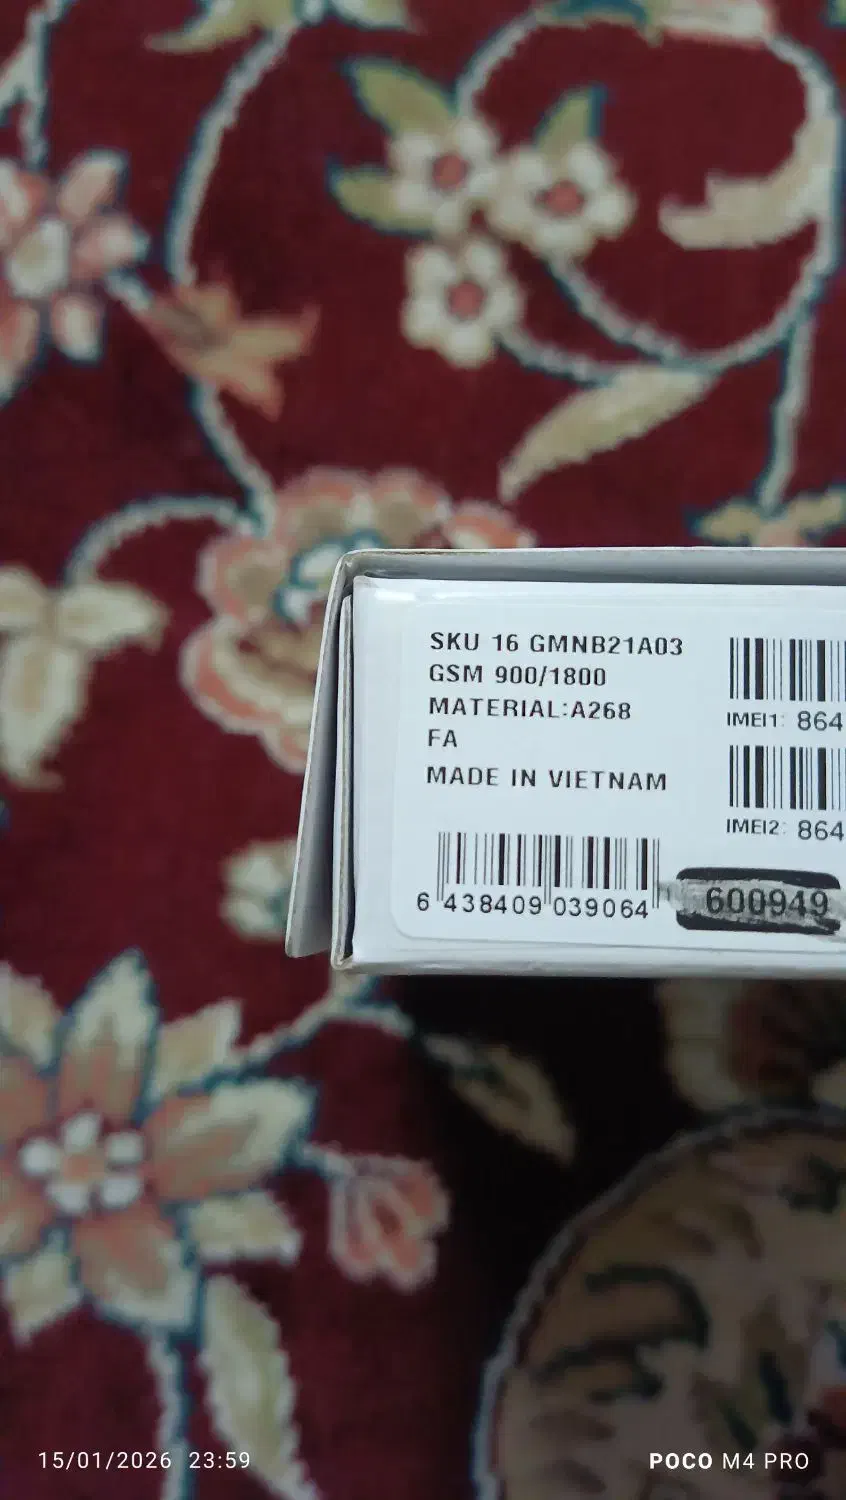 SKU 16 GMNB21A03
GSM 900/1800
MATERIAL:A268
FA
MADE IN VIETNAM
6 438409 039064
IMEI1: 864
IMEI2: 864
600949
15/01/2026 23:59
POCO M4 PRO